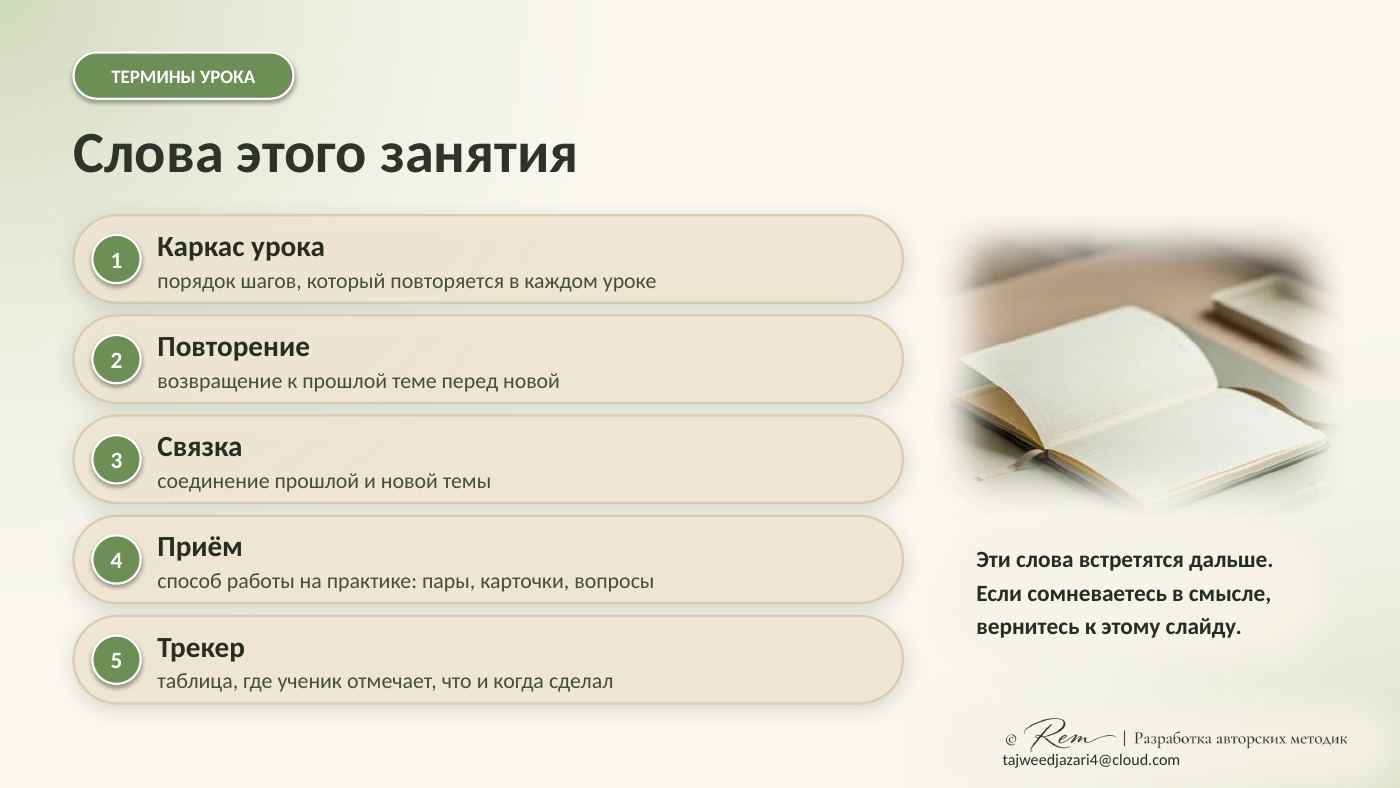 ТЕРМИНЫ УРОКА
Слова этого занятия
1
Каркас урока
порядок шагов, который повторяется в каждом уроке
2
Повторение
возвращение к прошлой теме перед новой
3
Связка
соединение прошлой и новой темы
4
Приём
способ работы на практике: пары, карточки, вопросы
5
Трекер
таблица, где ученик отмечает, что и когда сделал
Эти слова встретятся дальше.
Если сомневаетесь в смысле,
вернитесь к этому слайду.
© Rem | Разработка авторских методик
tajweedjazari4@cloud.com